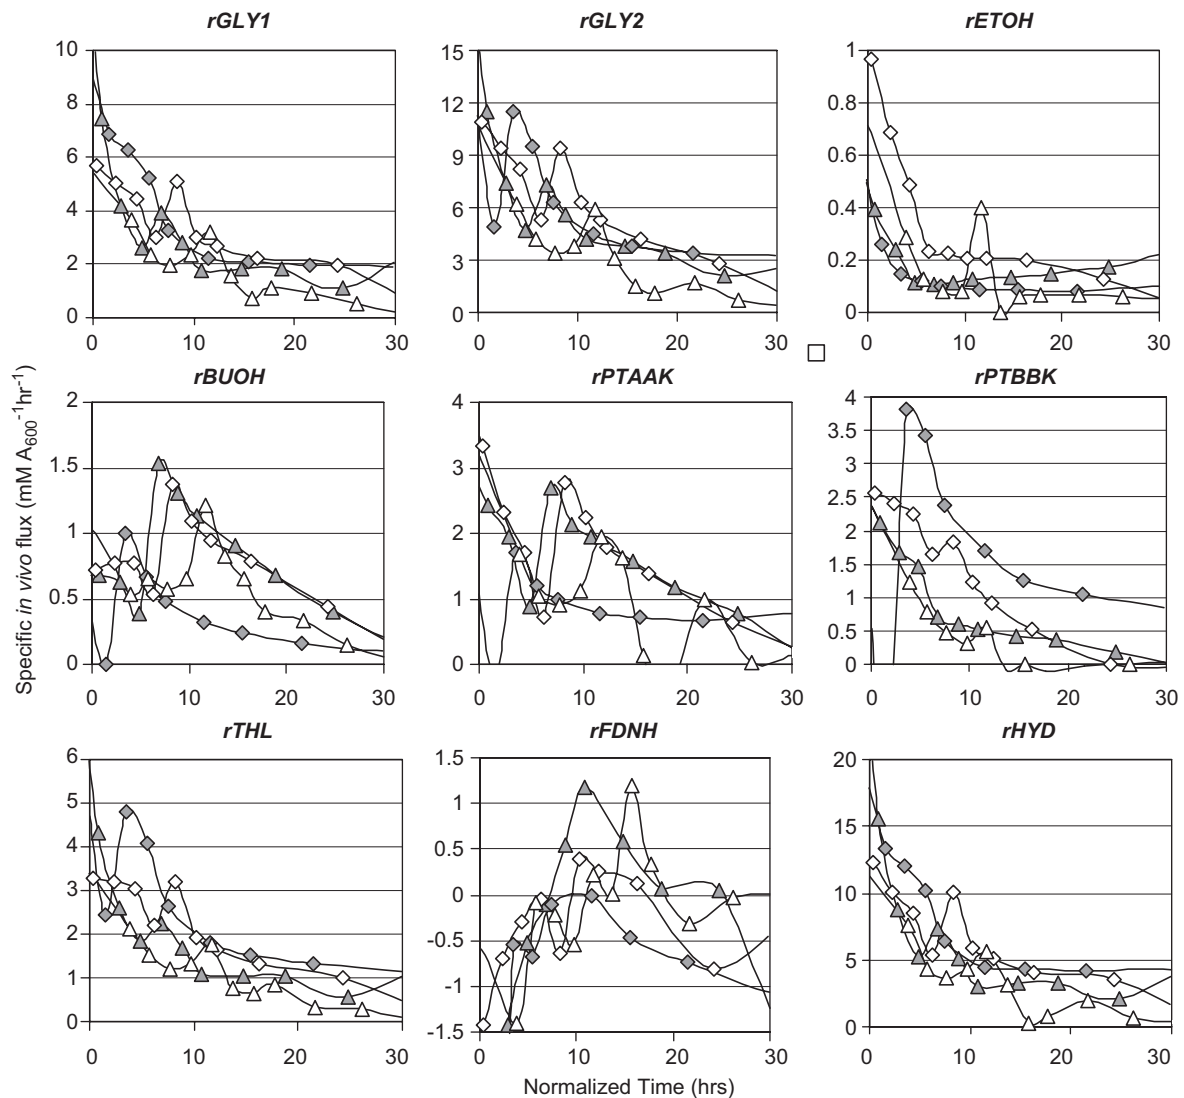 rGLY1
rGLY2
rETOH
10
8
6
4
2
0
0 10 20 30
15
12
9
6
3
0
0 10 20 30
1
0.8
0.6
0.4
0.2
0
0 10 20 30
Specific in vivo flux (mM A600-1hr-1)
rBUOH
rPTAAK
rPTBBK
2
1.5
1
0.5
0
0 10 20 30
4
3
2
1
0
0 10 20 30
4
3.5
3
2.5
2
1.5
1
0.5
0
0 10 20 30
rTHL
rFDNH
rHYD
6
5
4
3
2
1
0
0 10 20 30
1.5
1
0.5
0
-0.5
-1
-1.5
0 10 20 30
20
15
10
5
0
0 10 20 30
Normalized Time (hrs)